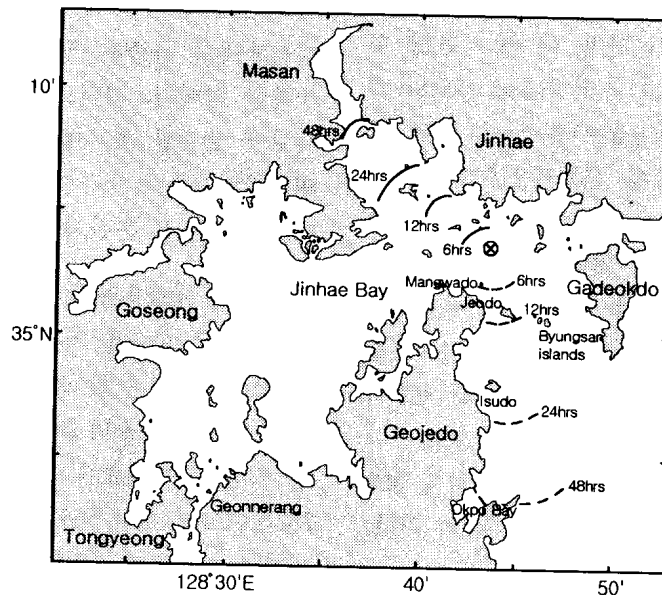 Masan
10'
48hrs
Jinhae
24hrs
12hrs
6hrs
Mangwado
6hrs
Jinhae Bay
Gadeokdo
Goseong
Jeodo
12hrs
35°N
Byungsan
islands
Isudo
24hrs
Geojedo
48hrs
Geonnerang
Okpo Bay
Tongyeong
128°30'E
40'
50'